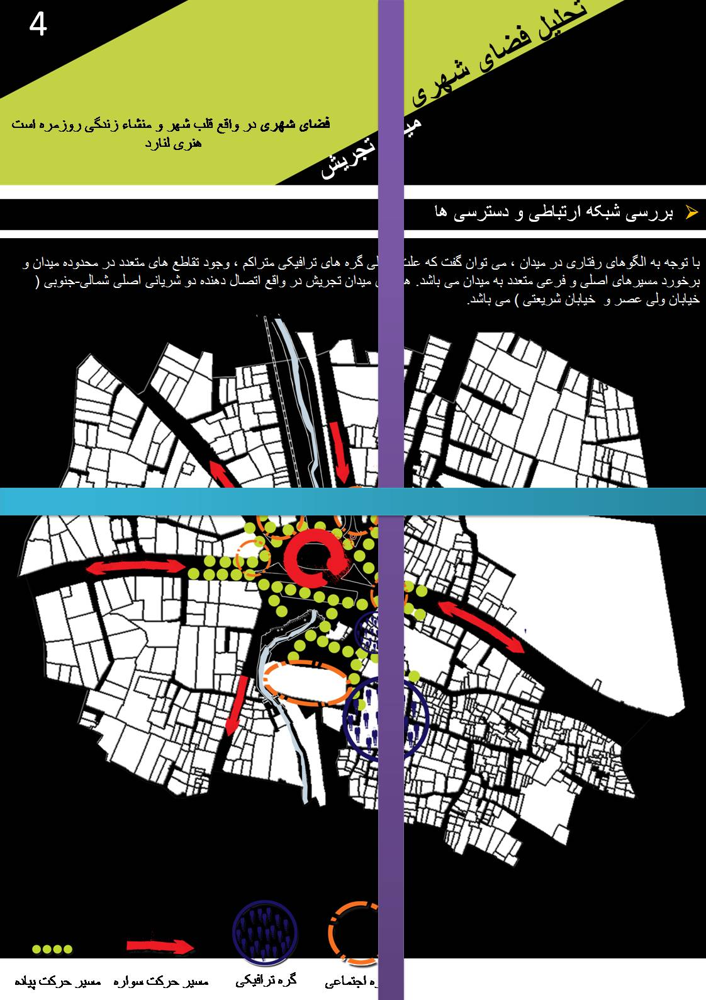 4
تحلیل فضای شهری
تجریش
فضای شهری در واقع قلب شهر و منشاء زندگی روزمره است
هنری لنارد
بررسی شبکه ارتباطی و دسترسی ها
با توجه به الگوهای رفتاری در میدان ، می توان گفت که گره های ترافیکی متراکم ، وجود تقاطع های متعدد در محدوده میدان و
برخورد مسیرهای اصلی و فرعی متعدد به میدان می باشد. میدان تجریش در واقع اتصال دهنده دو شریانی اصلی شمالی-جنوبی (
خیابان ولی عصر و خیابان شریعتی ) می باشد.
اجتماعی
گره ترافیکی
مسیر حرکت سواره
مسیر حرکت پیاده